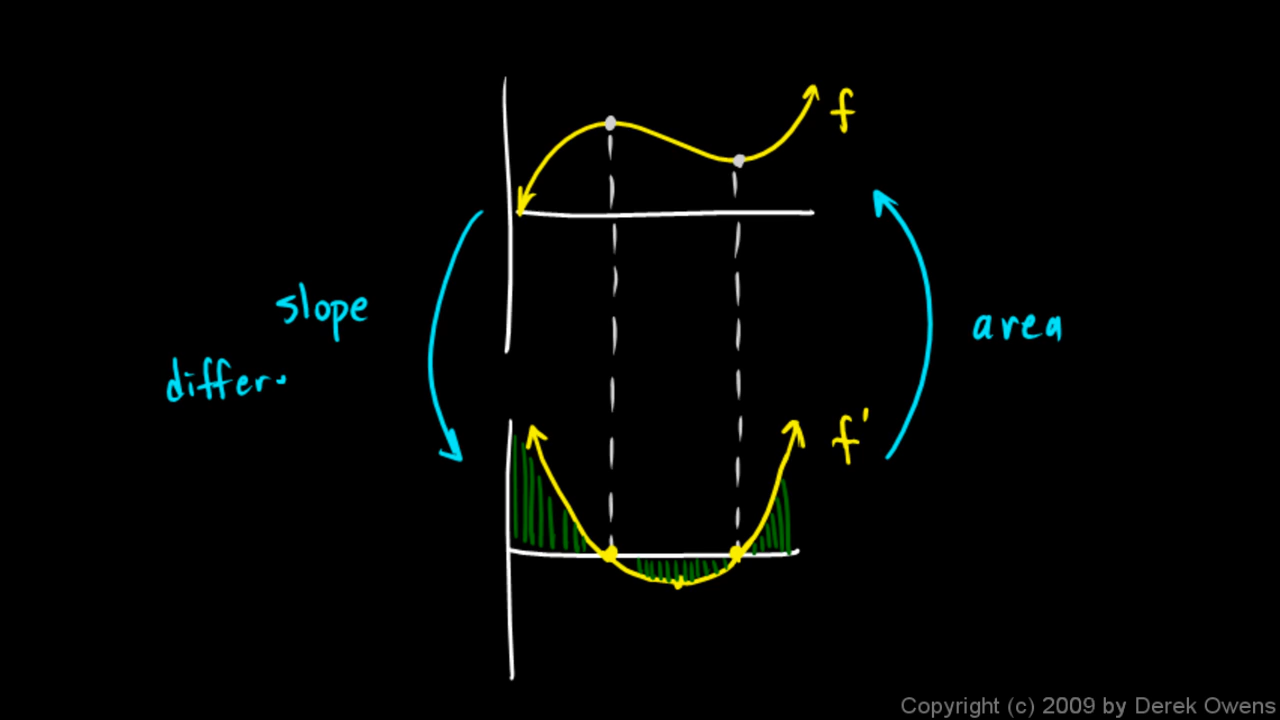 f
slope
area
differ-
f'
Copyright (c) 2009 by Derek Owens